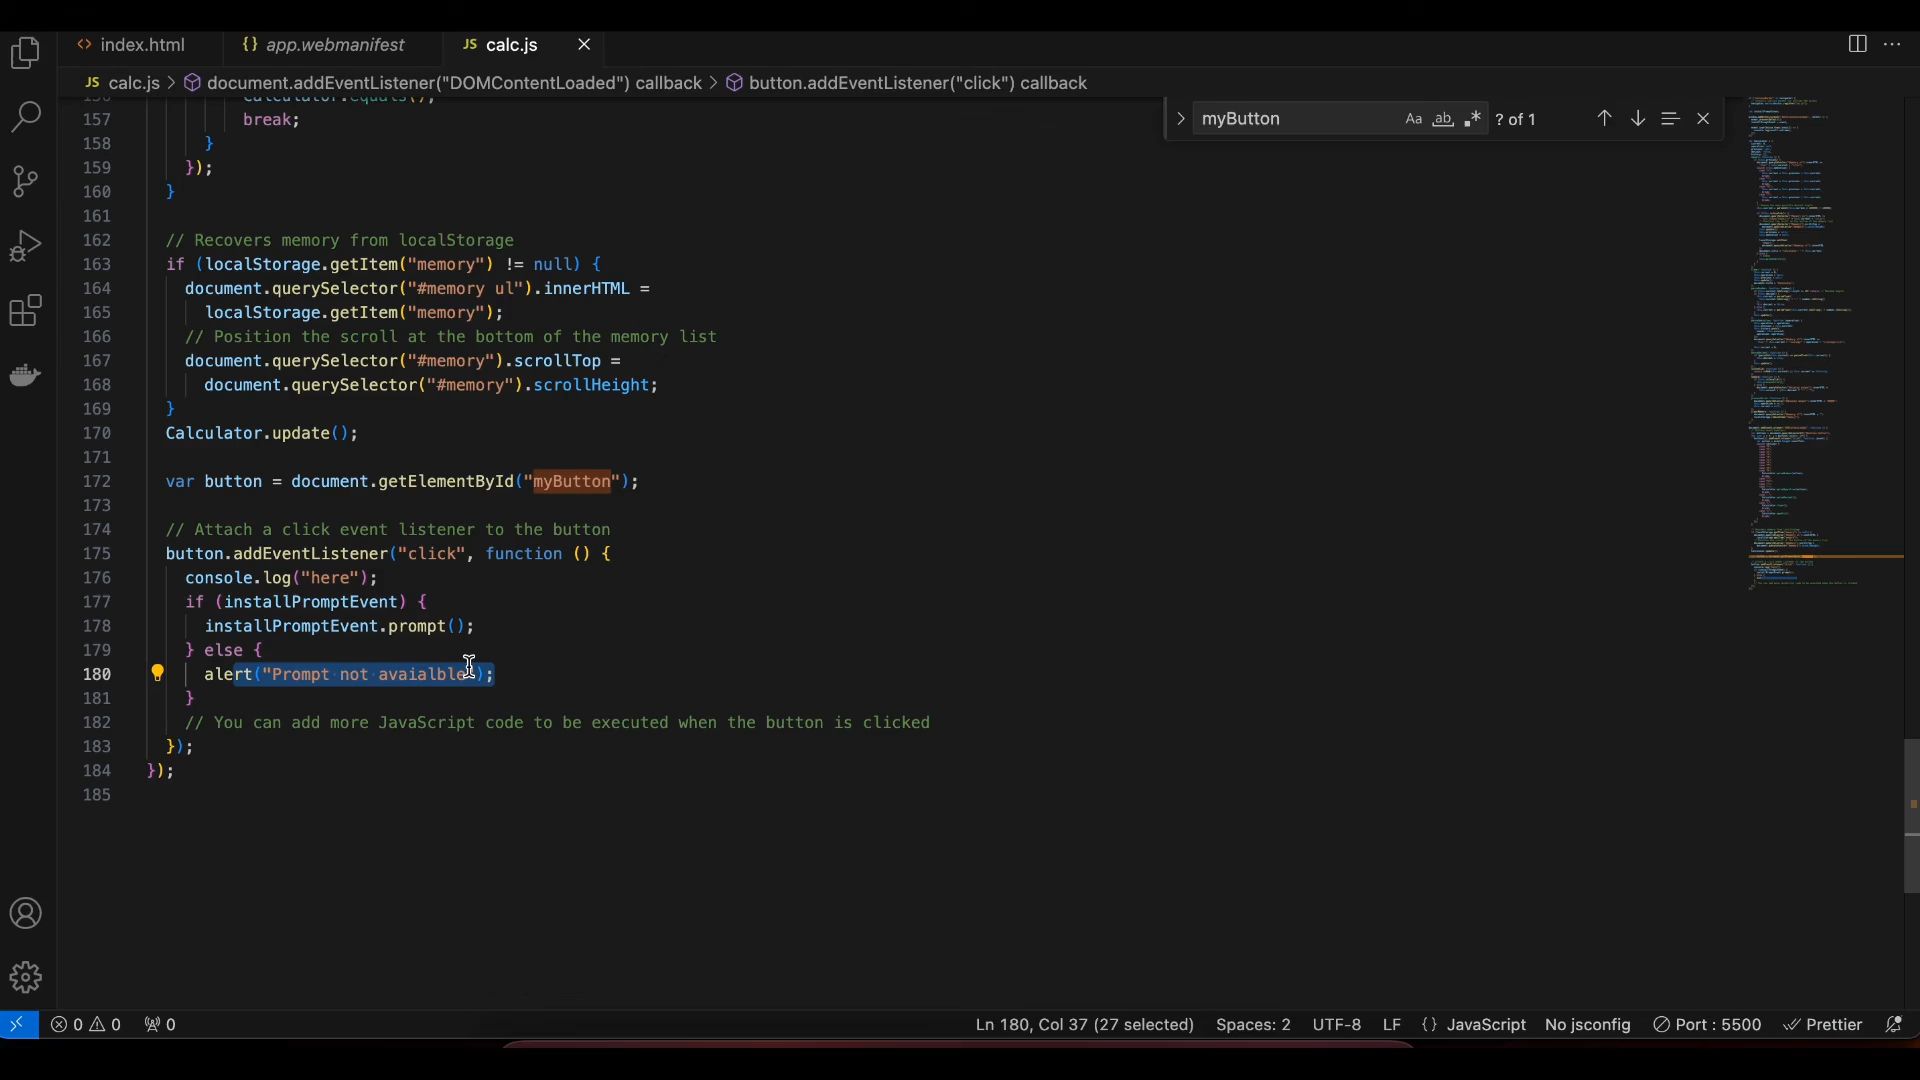 index.html
{} app.webmanifest
JS calc.js
JS calc.js > document.addEventListener("DOMContentLoaded") callback > button.addEventListener("click") callback
156 Calculator.equals();
157 break;
158 }
159 });
160 }
161
162 // Recovers memory from localStorage
163 if (localStorage.getItem("memory") != null) {
164 document.querySelector("#memory ul").innerHTML =
165 localStorage.getItem("memory");
166 // Position the scroll at the bottom of the memory list
167 document.querySelector("#memory").scrollTop =
168 document.querySelector("#memory").scrollHeight;
169 }
170 Calculator.update();
171
172 var button = document.getElementById("myButton");
173
174 // Attach a click event listener to the button
175 button.addEventListener("click", function () {
176 console.log("here");
177 if (installPromptEvent) {
178 installPromptEvent.prompt();
179 } else {
180 alert("Prompt not avaialble");
181 }
182 // You can add more JavaScript code to be executed when the button is clicked
183 });
184 });
185
myButton Aa ab .* ? of 1
0 0 0 Ln 180, Col 37 (27 selected) Spaces: 2 UTF-8 LF {} JavaScript No jsconfig Port : 5500 Prettier